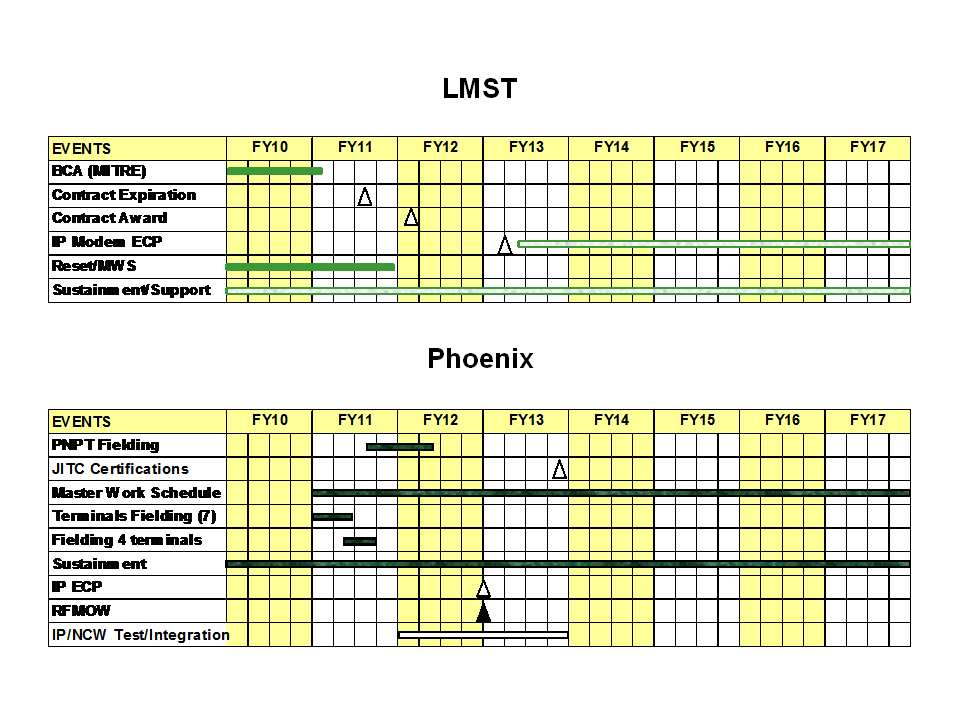 LMST
EVENTS FY10 FY11 FY12 FY13 FY14 FY15 FY16 FY17
BCA (MITRE)
Contract Expiration
Contract Award
IP Modem ECP
Reset/MWS
Sustainment/Support
Phoenix
EVENTS FY10 FY11 FY12 FY13 FY14 FY15 FY16 FY17
PNPT Fielding
JITC Certifications
Master Work Schedule
Terminals Fielding (7)
Fielding 4 terminals
Sustainment
IP ECP
RFMOW
IP/NCW Test/Integration